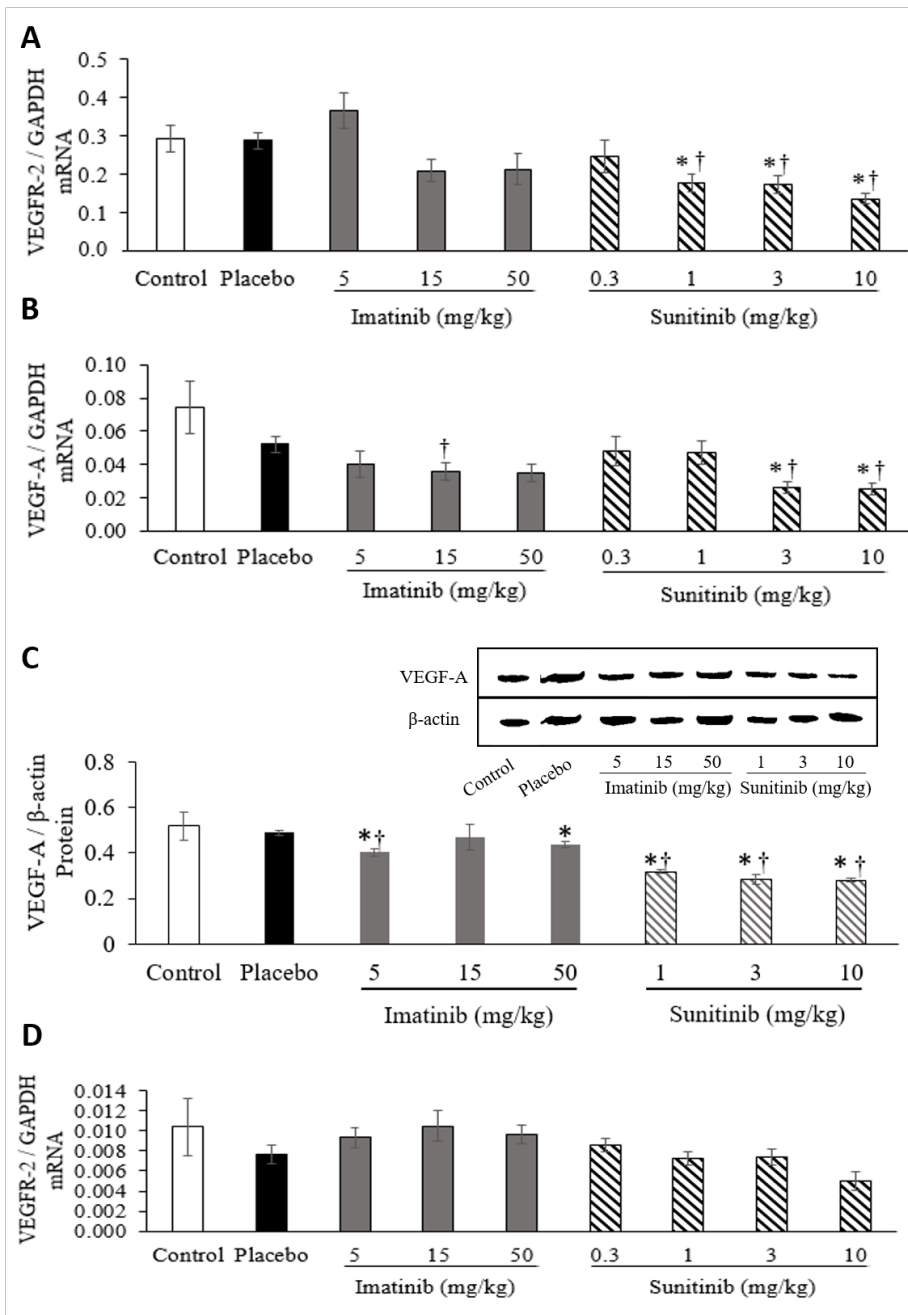 A
VEGFR-2 / GAPDH
mRNA
0.5
0.4
0.3
0.2
0.1
0.0
* †
* †
* †
Control Placebo 5 15 50 0.3 1 3 10
Imatinib (mg/kg) Sunitinib (mg/kg)
B
VEGF-A / GAPDH
mRNA
0.10
0.08
0.06
0.04
0.02
0.00
†
* †
* †
Control Placebo 5 15 50 0.3 1 3 10
Imatinib (mg/kg) Sunitinib (mg/kg)
C
VEGF-A
β-actin
Control Placebo 5 15 50 1 3 10
Imatinib (mg/kg) Sunitinib (mg/kg)
VEGF-A / β-actin
Protein
0.8
0.6
0.4
0.2
0
*†
*
*†
*†
*†
Control Placebo 5 15 50 1 3 10
Imatinib (mg/kg) Sunitinib (mg/kg)
D
VEGFR-2 / GAPDH
mRNA
0.014
0.012
0.010
0.008
0.006
0.004
0.002
0.000
Control Placebo 5 15 50 0.3 1 3 10
Imatinib (mg/kg) Sunitinib (mg/kg)